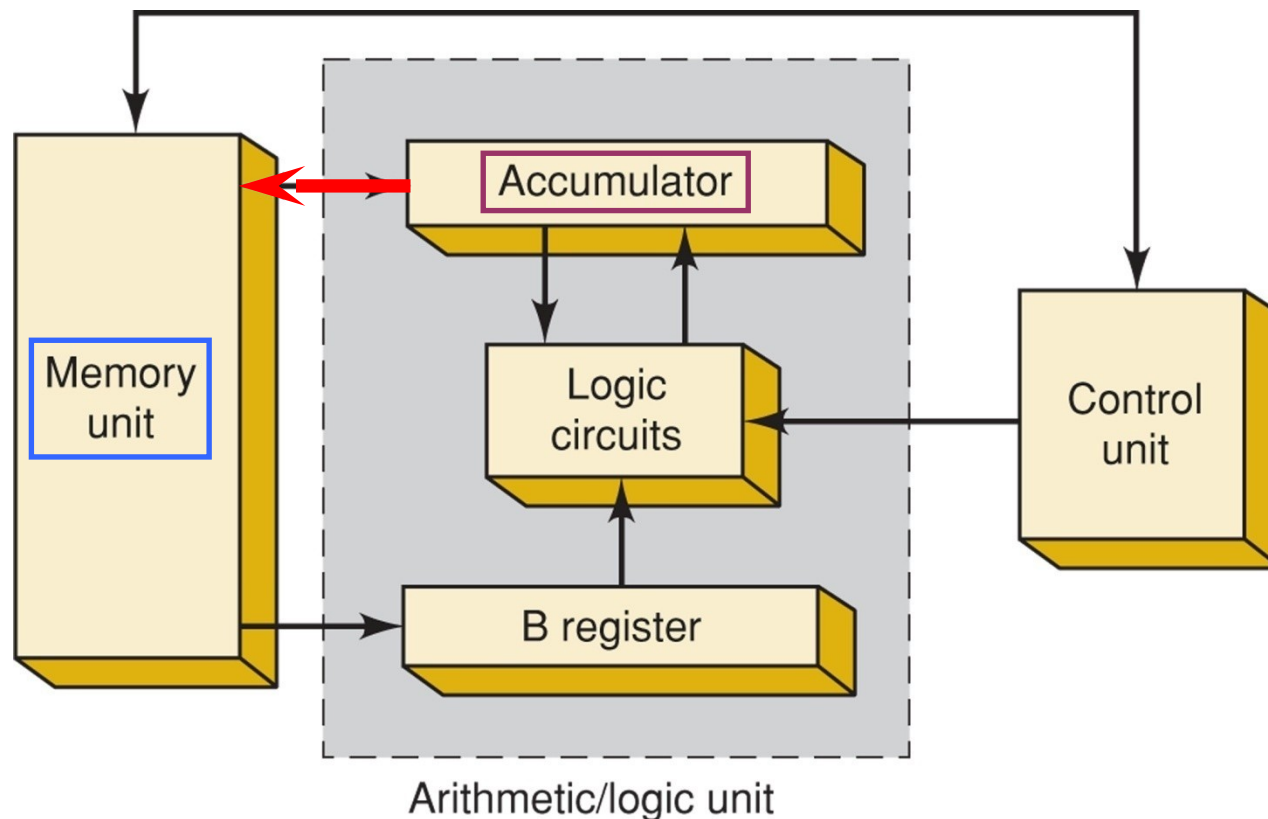 Accumulator
Memory
unit
Logic
circuits
Control
unit
B register
Arithmetic/logic unit